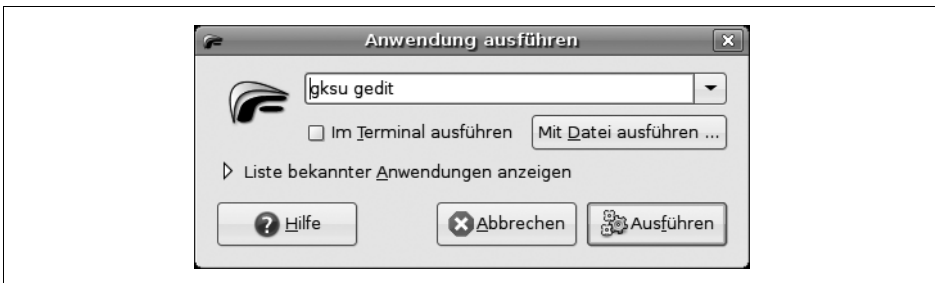 Anwendung ausführen
gksu gedit
Im Terminal ausführen Mit Datei ausführen ...
Liste bekannter Anwendungen anzeigen
Hilfe Abbrechen Ausführen